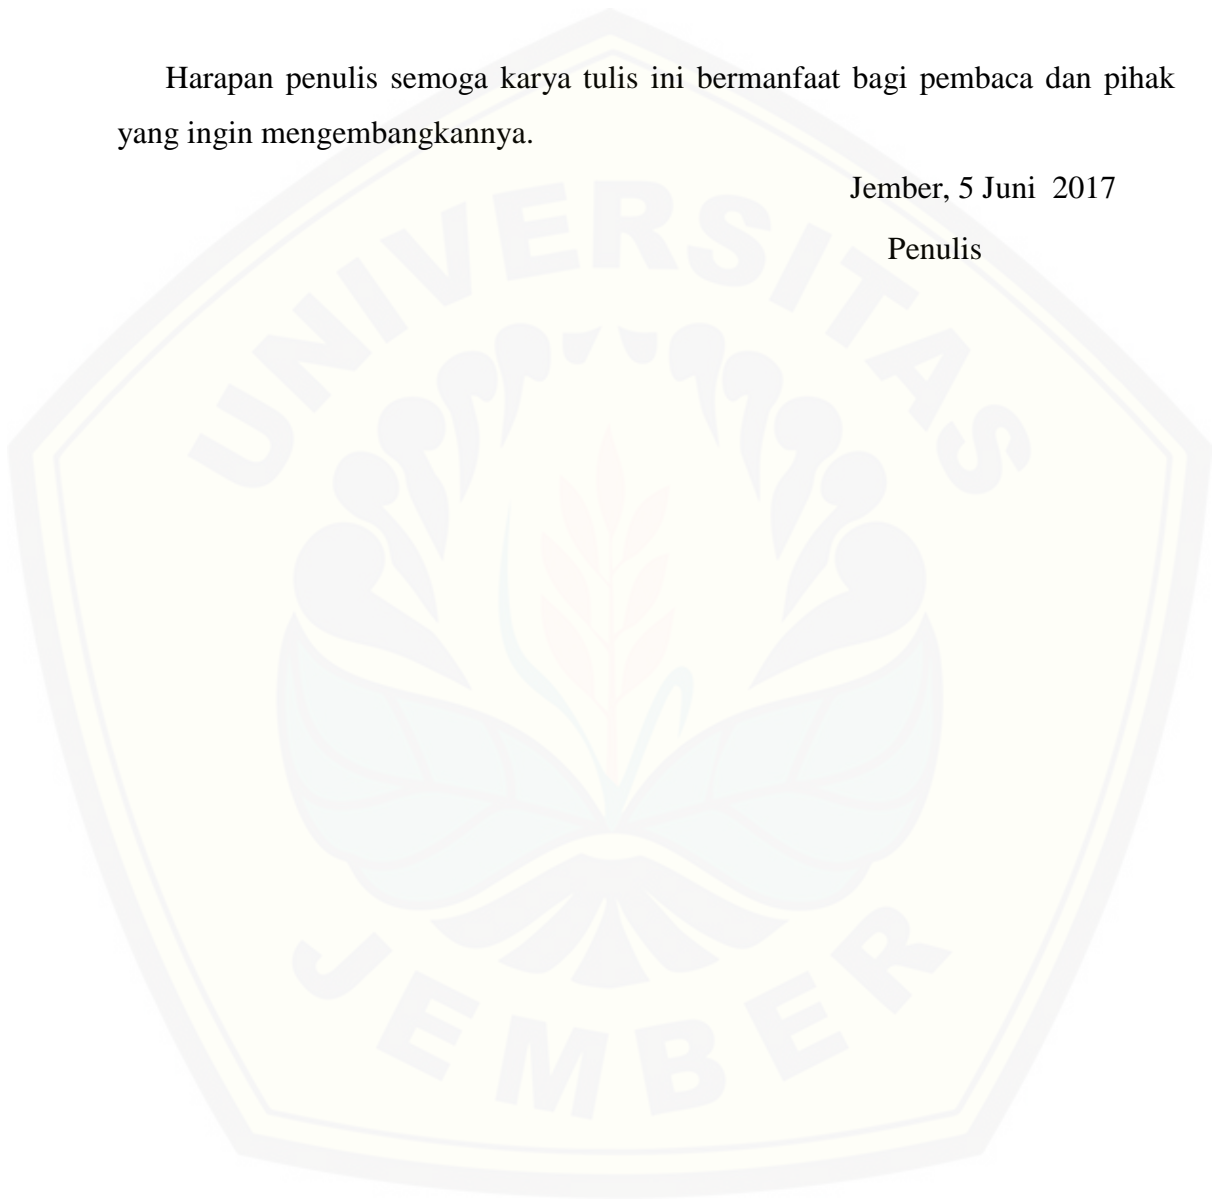 Harapan penulis semoga karya tulis ini bermanfaat bagi pembaca dan pihak
yang ingin mengembangkannya.
Jember, 5 Juni 2017
Penulis
UNIVERSITAS
JEMBER